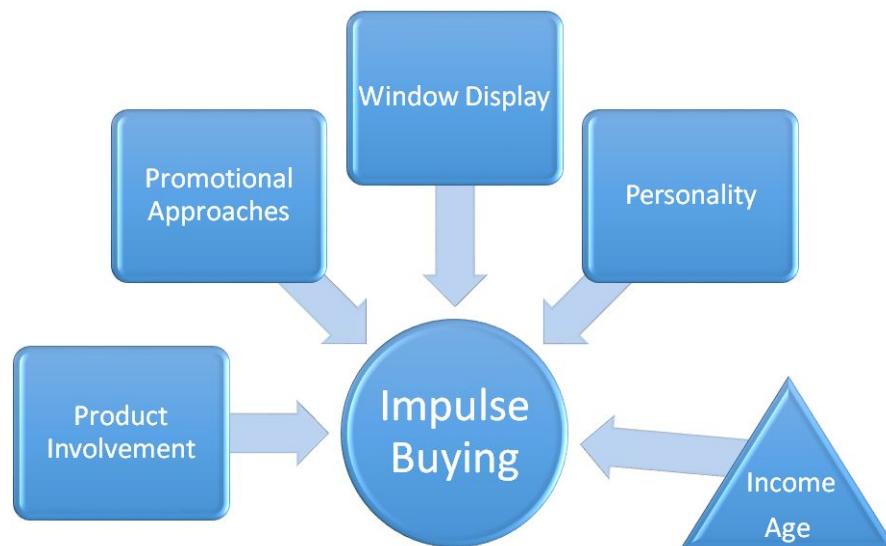 Window Display
Promotional
Approaches
Personality
Product
Involvement
Impulse
Buying
Income
Age